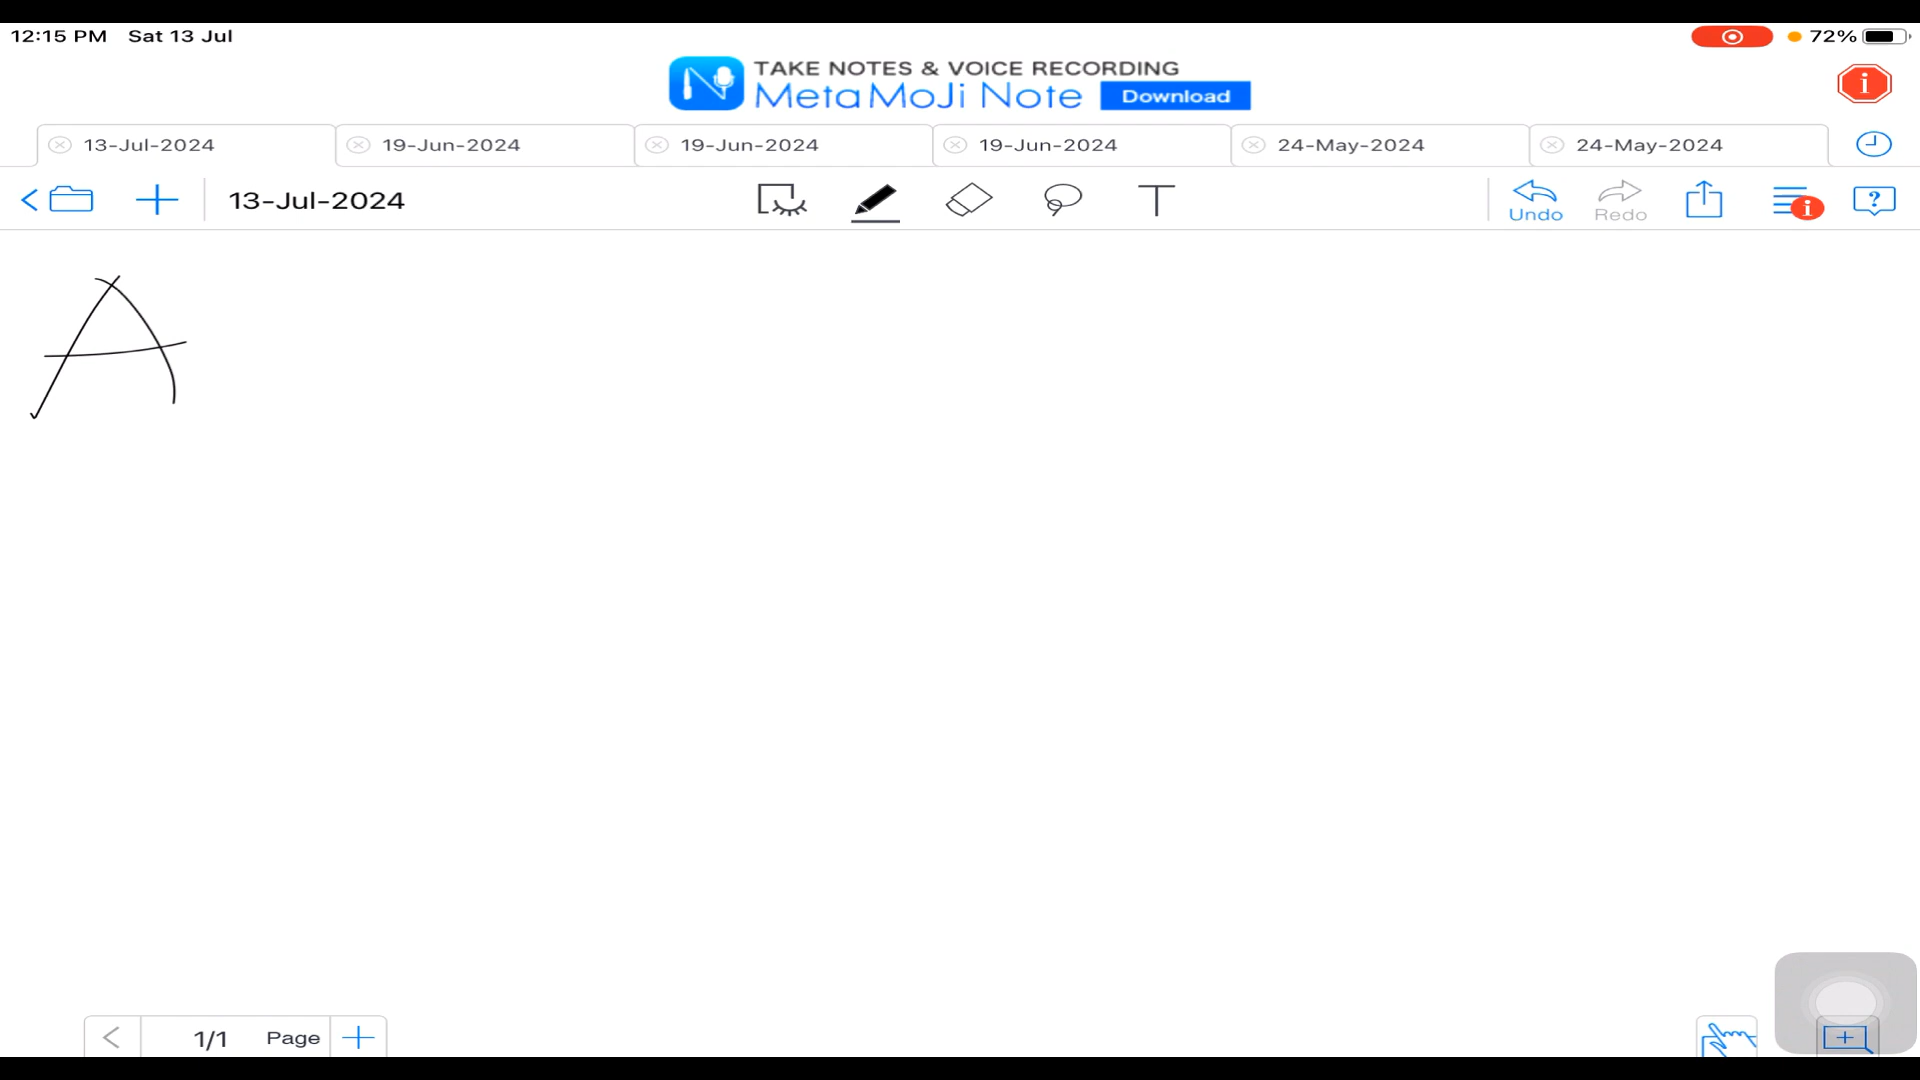 12:15 PM Sat 13 Jul 72%
TAKE NOTES & VOICE RECORDING
MetaMoJi Note Download
13-Jul-2024 19-Jun-2024 19-Jun-2024 19-Jun-2024 24-May-2024 24-May-2024
13-Jul-2024 T Undo Redo
A
1/1 Page